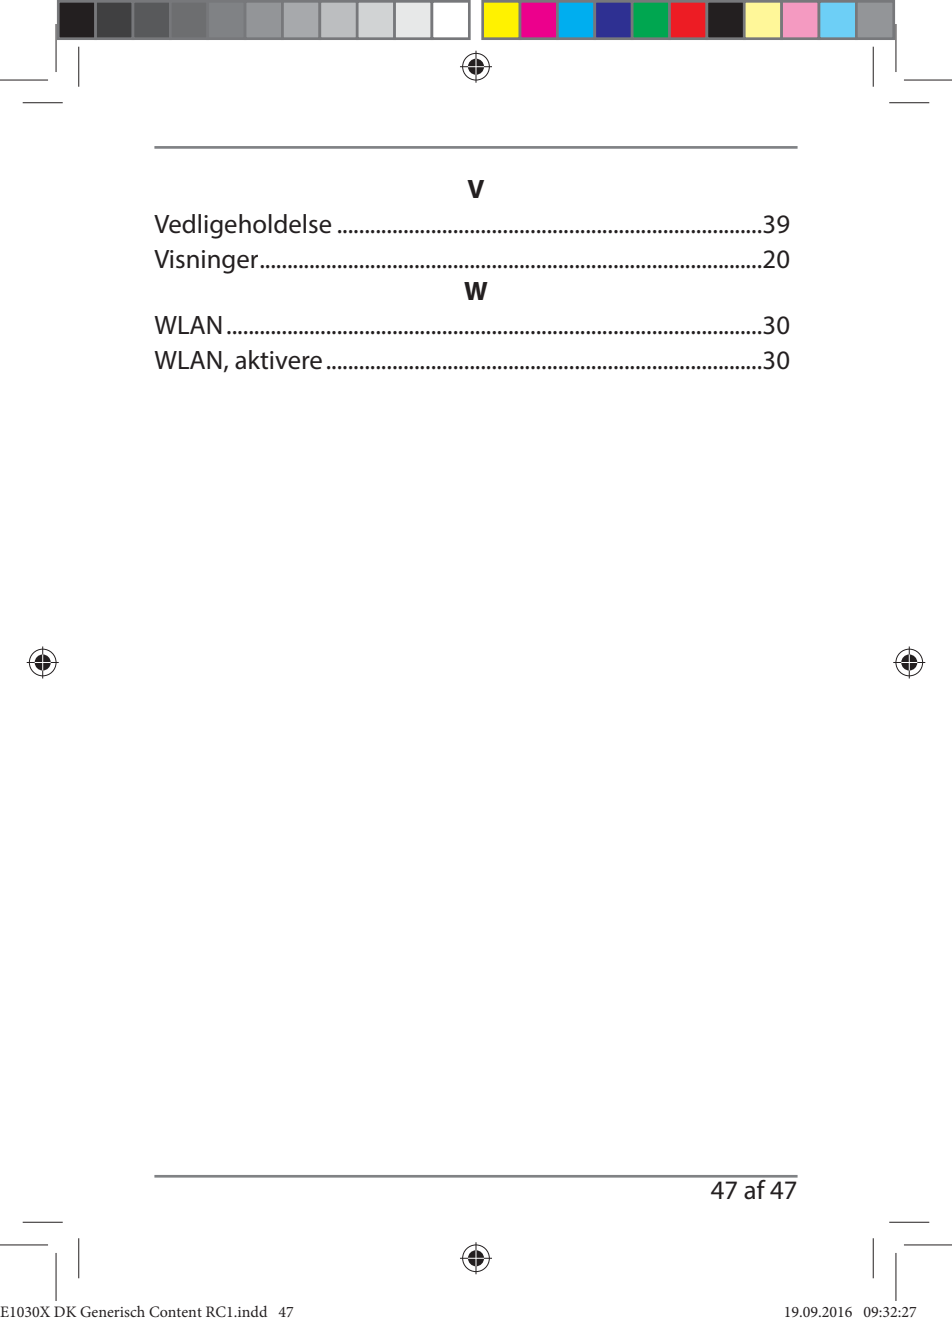 V
Vedligeholdelse ............................................................................39
Visninger..........................................................................................20
W
WLAN ................................................................................................30
WLAN, aktivere ..............................................................................30
47 af 47
E1030X DK Generisch Content RC1.indd 47 19.09.2016 09:32:27